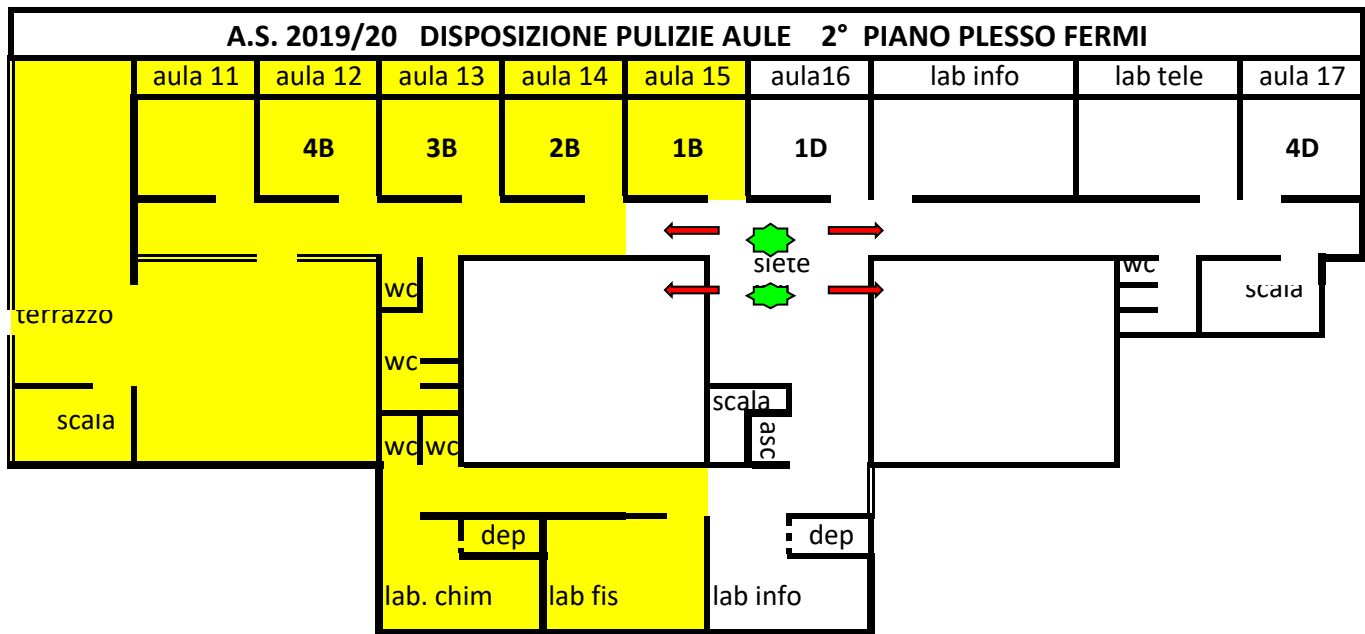 A.S. 2019/20 DISPOSIZIONE PULIZIE AULE 2° PIANO PLESSO FERMI
aula 11 aula 12 aula 13 aula 14 aula 15 aula16 lab info lab tele aula 17
4B 3B 2B 1B 1D 4D
siete
wc
wc scala
terrazzo
wc
scala
scala
asc
wc wc
dep dep
lab. chim lab fis lab info